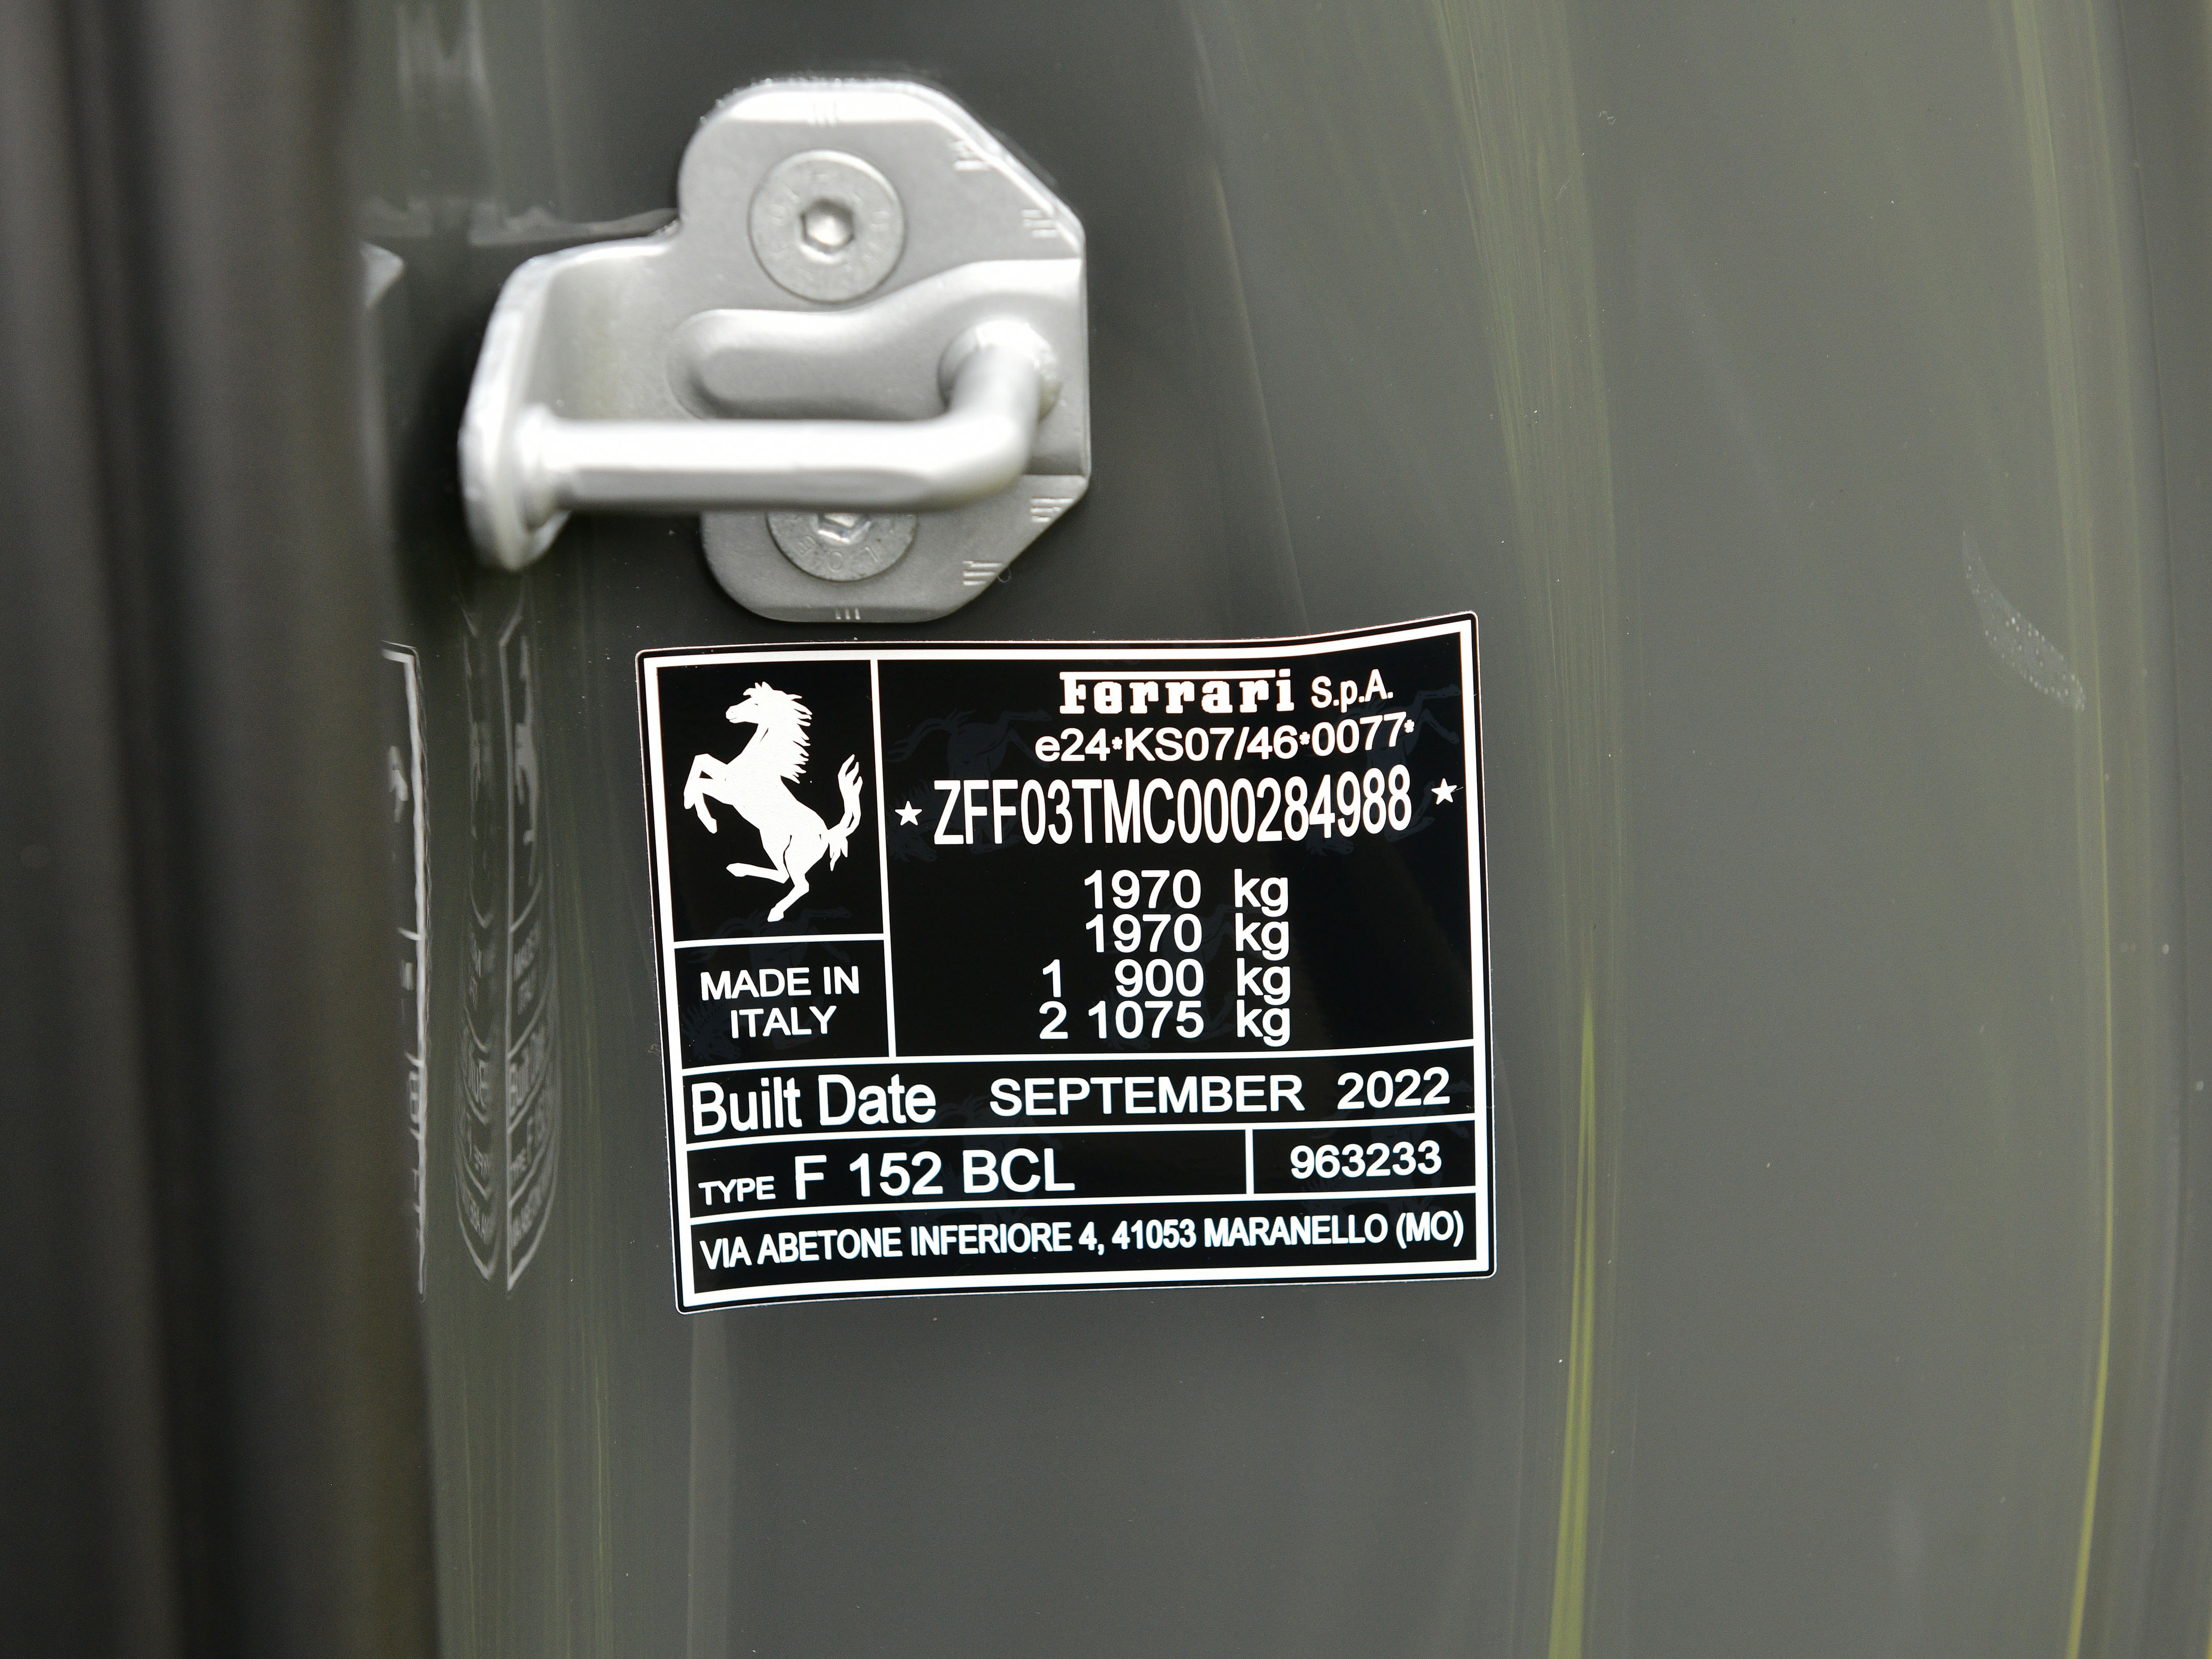 Ferrari S.p.A.
e24*KS07/46*0077*
★ ZFF03TMC000284988 ★
1970 kg
1970 kg
1 900 kg
2 1075 kg
MADE IN
ITALY
Built Date SEPTEMBER 2022
TYPE F 152 BCL 963233
VIA ABETONE INFERIORE 4, 41053 MARANELLO (MO)